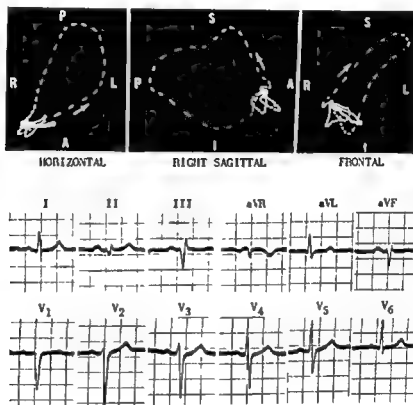 P S S
R L P A R L
A I I
HORIZONTAL RIGHT SAGITTAL FRONTAL
I II III aVR aVL aVF
V1 V2 V3 V4 V5 V6